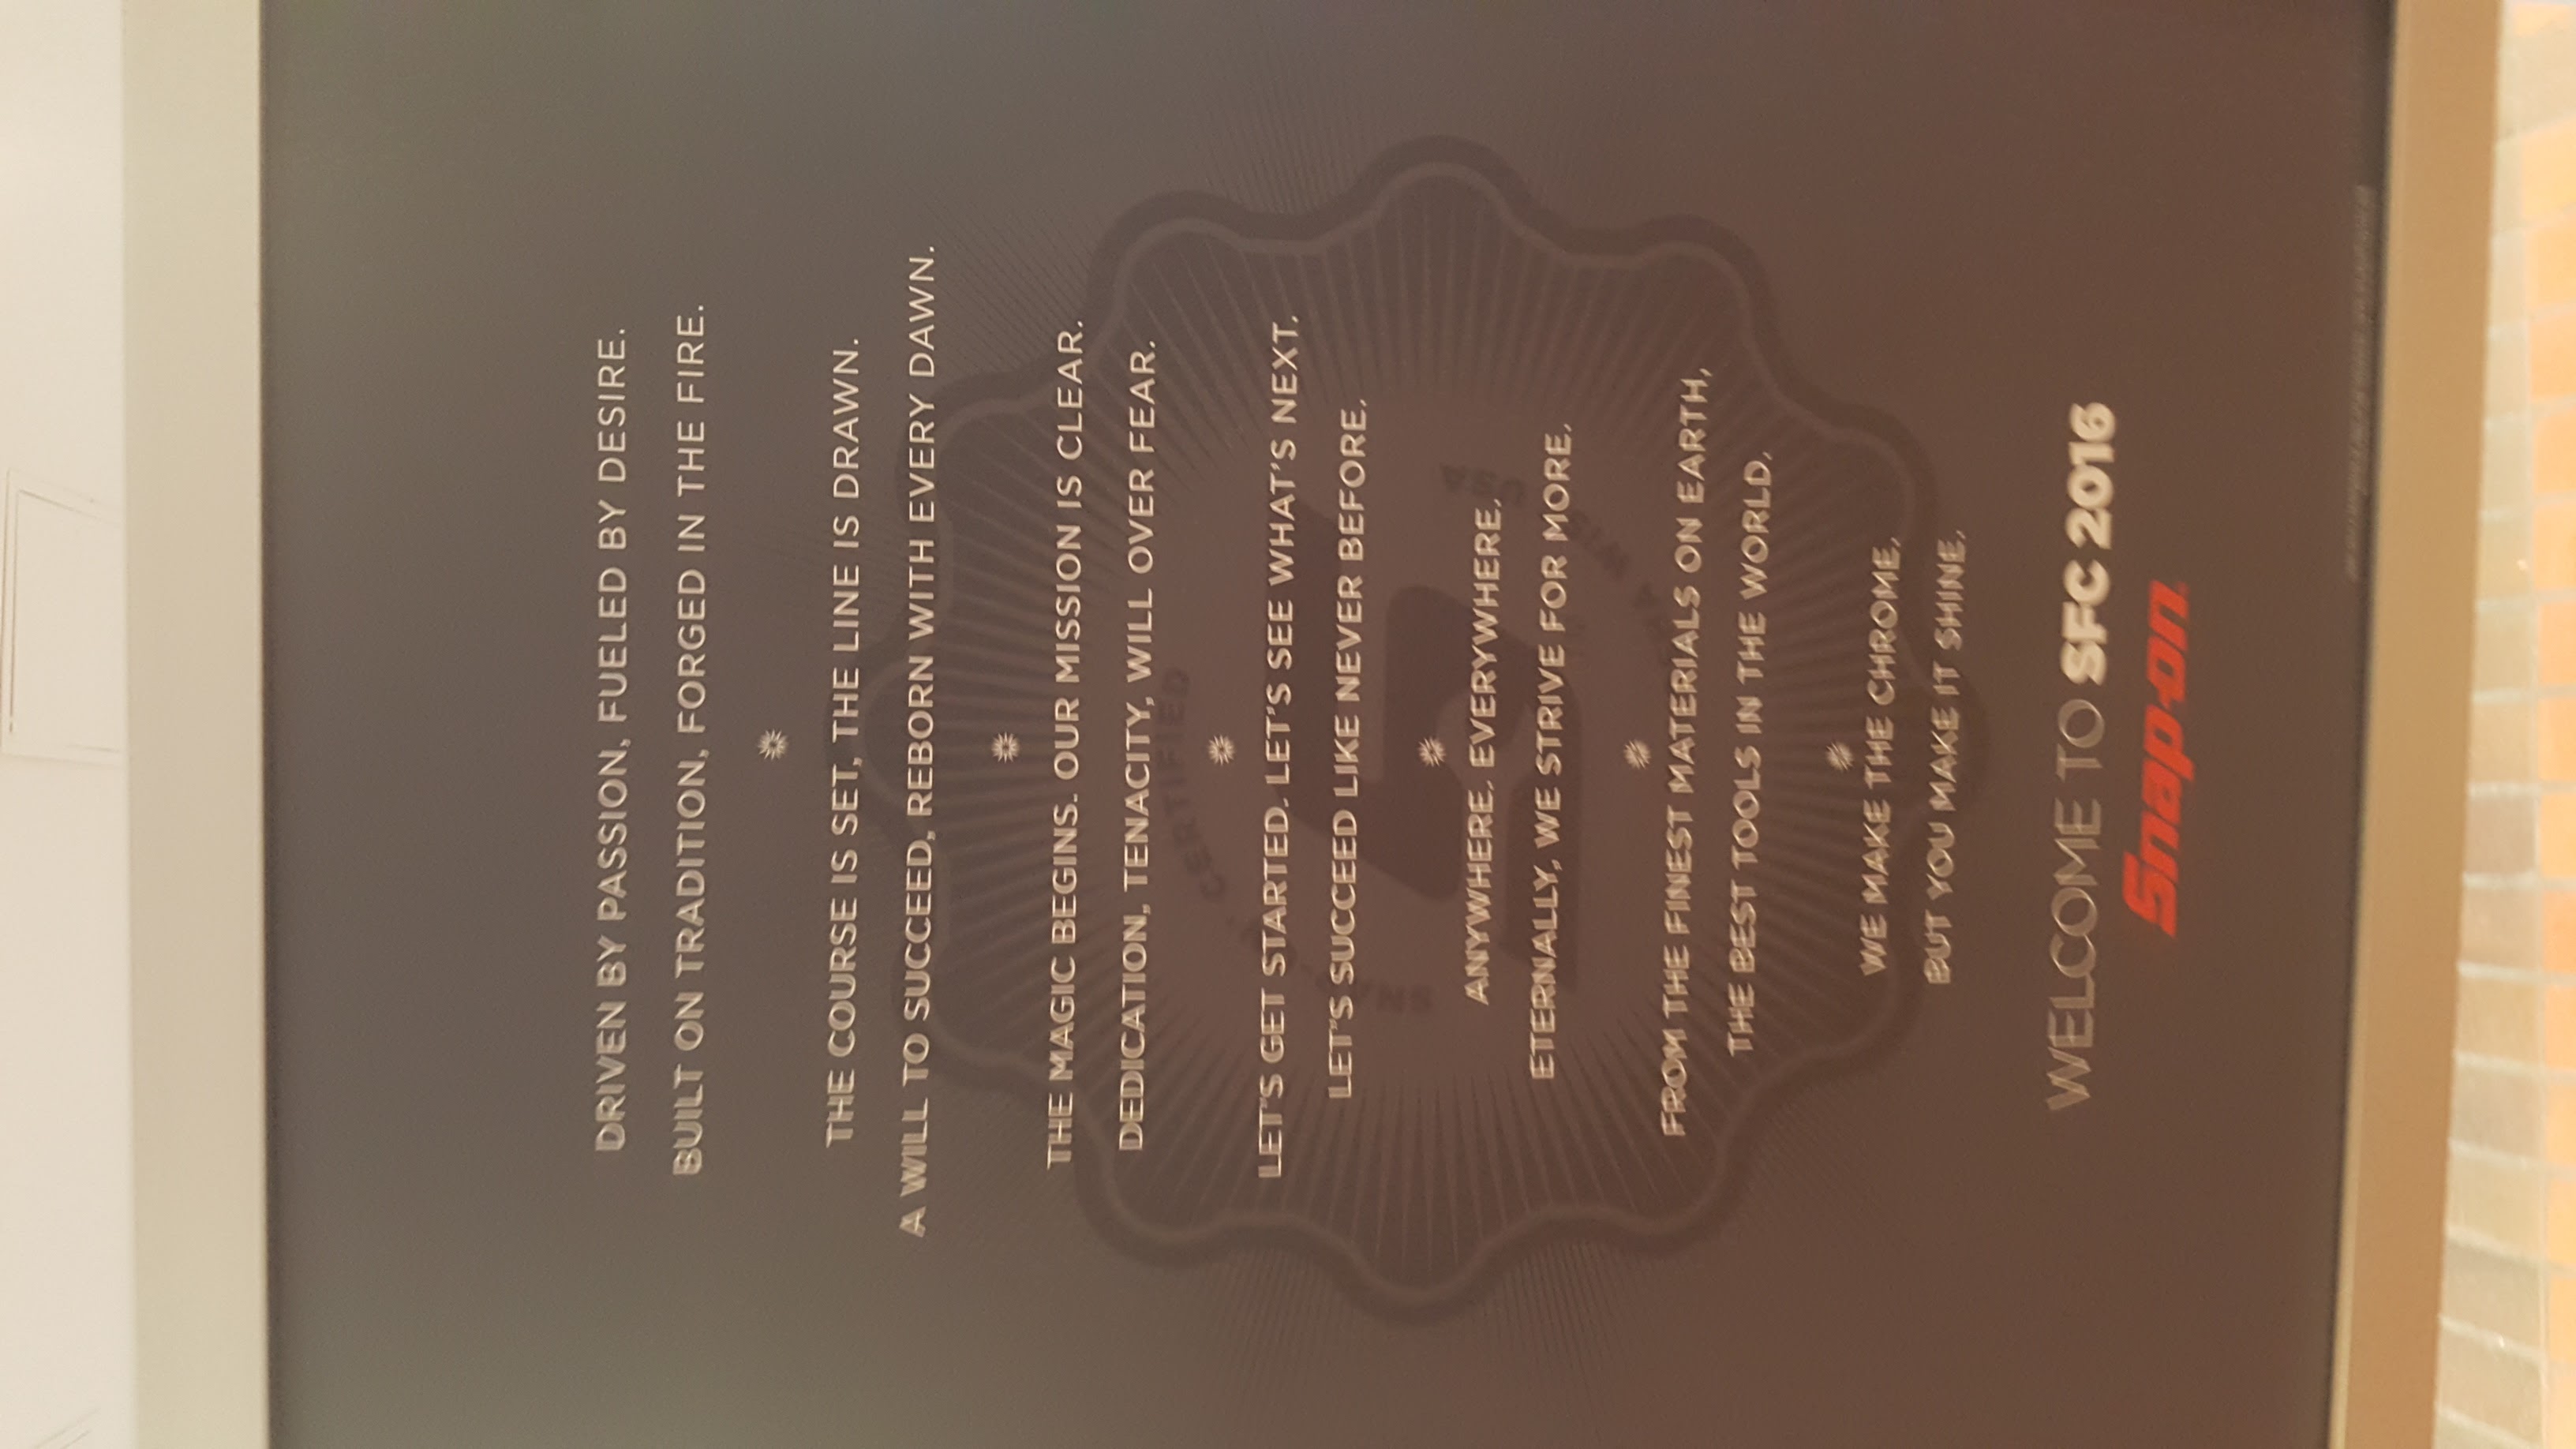 DRIVEN BY PASSION, FUELED BY DESIRE.
BUILT ON TRADITION, FORGED IN THE FIRE.
THE COURSE IS SET, THE LINE IS DRAWN.
A WILL TO SUCCEED, REBORN WITH EVERY DAWN.
THE MAGIC BEGINS. OUR MISSION IS CLEAR.
DEDICATION, TENACITY, WILL OVER FEAR.
CERTIFIED
LET'S GET STARTED. LET'S SEE WHAT'S NEXT.
LET'S SUCCEED LIKE NEVER BEFORE.
ANYWHERE. EVERYWHERE.
ETERNALLY, WE STRIVE FOR MORE.
USA
FROM THE FINEST MATERIALS ON EARTH,
THE BEST TOOLS IN THE WORLD.
WE MAKE THE CHROME,
BUT YOU MAKE IT SHINE.
WELCOME TO SFC 2016
Snap-on